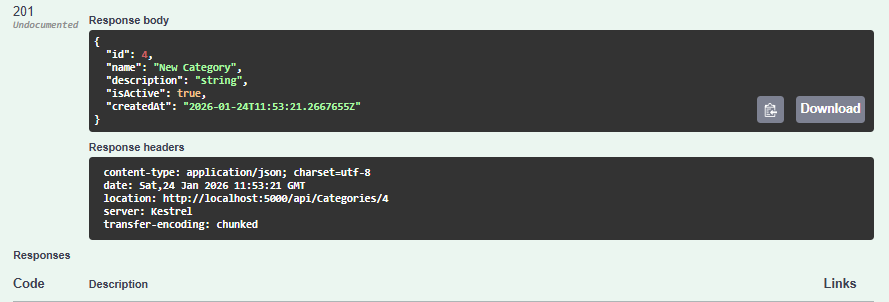 201
Undocumented
Response body
{
  "id": 4,
  "name": "New Category",
  "description": "string",
  "isActive": true,
  "createdAt": "2026-01-24T11:53:21.2667655Z"
}
Download
Response headers
content-type: application/json; charset=utf-8
date: Sat,24 Jan 2026 11:53:21 GMT
location: http://localhost:5000/api/Categories/4
server: Kestrel
transfer-encoding: chunked
Responses
Code Description Links